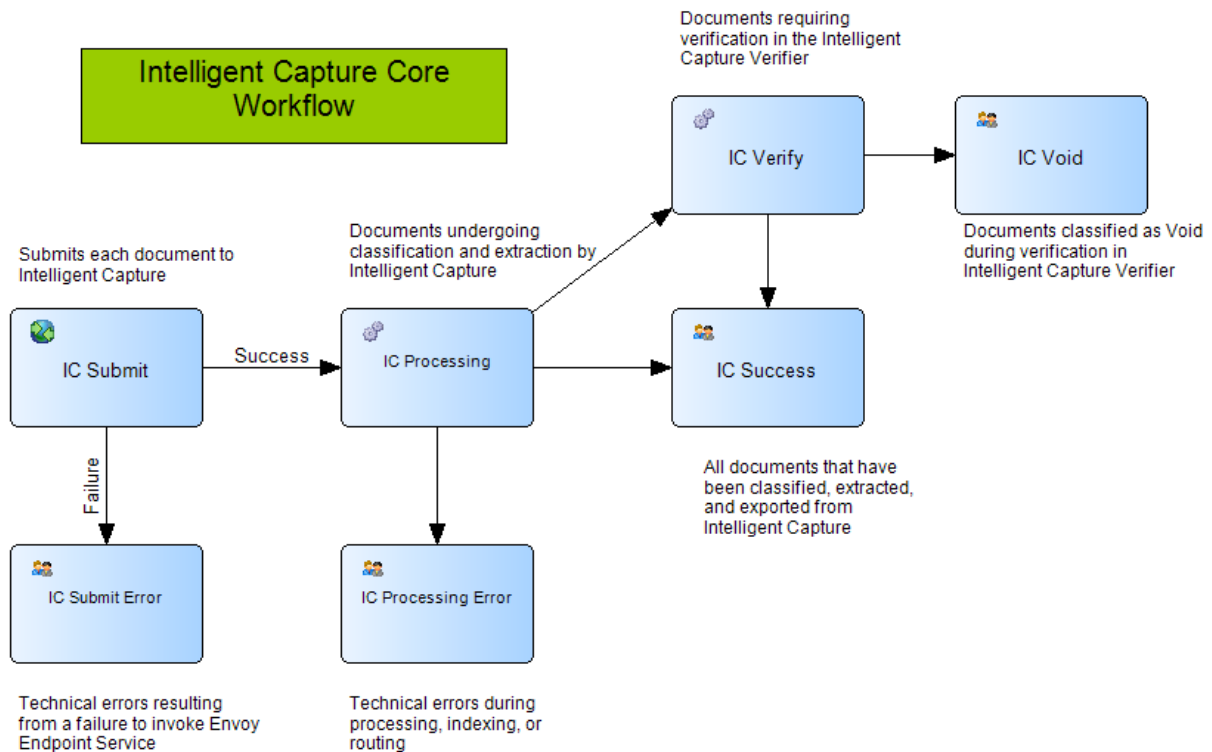 Intelligent Capture Core
Workflow
Documents requiring
verification in the Intelligent
Capture Verifier
IC Verify
IC Void
Documents classified as Void
during verification in
Intelligent Capture Verifier
Submits each document to
Intelligent Capture
Documents undergoing
classification and extraction by
Intelligent Capture
IC Submit
Success
IC Processing
IC Success
All documents that have
been classified, extracted,
and exported from
Intelligent Capture
Failure
IC Submit Error
IC Processing Error
Technical errors resulting
from a failure to invoke Envoy
Endpoint Service
Technical errors during
processing, indexing, or
routing